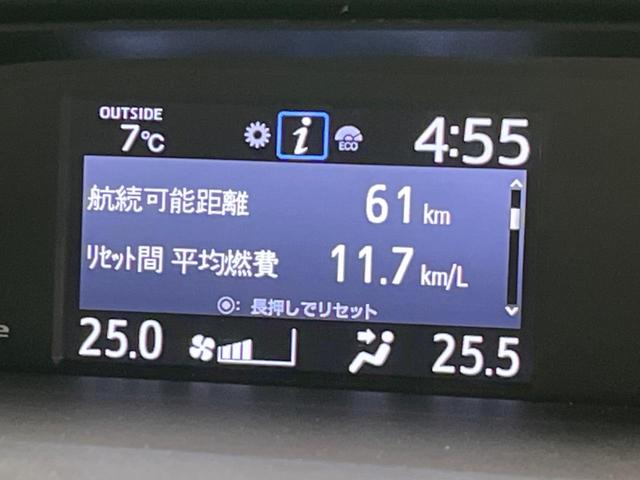 OUTSIDE
7℃
i
ECO
4:55
航続可能距離 61 km
リセット間 平均燃費 11.7 km/L
◉: 長押しでリセット
25.0
25.5
e